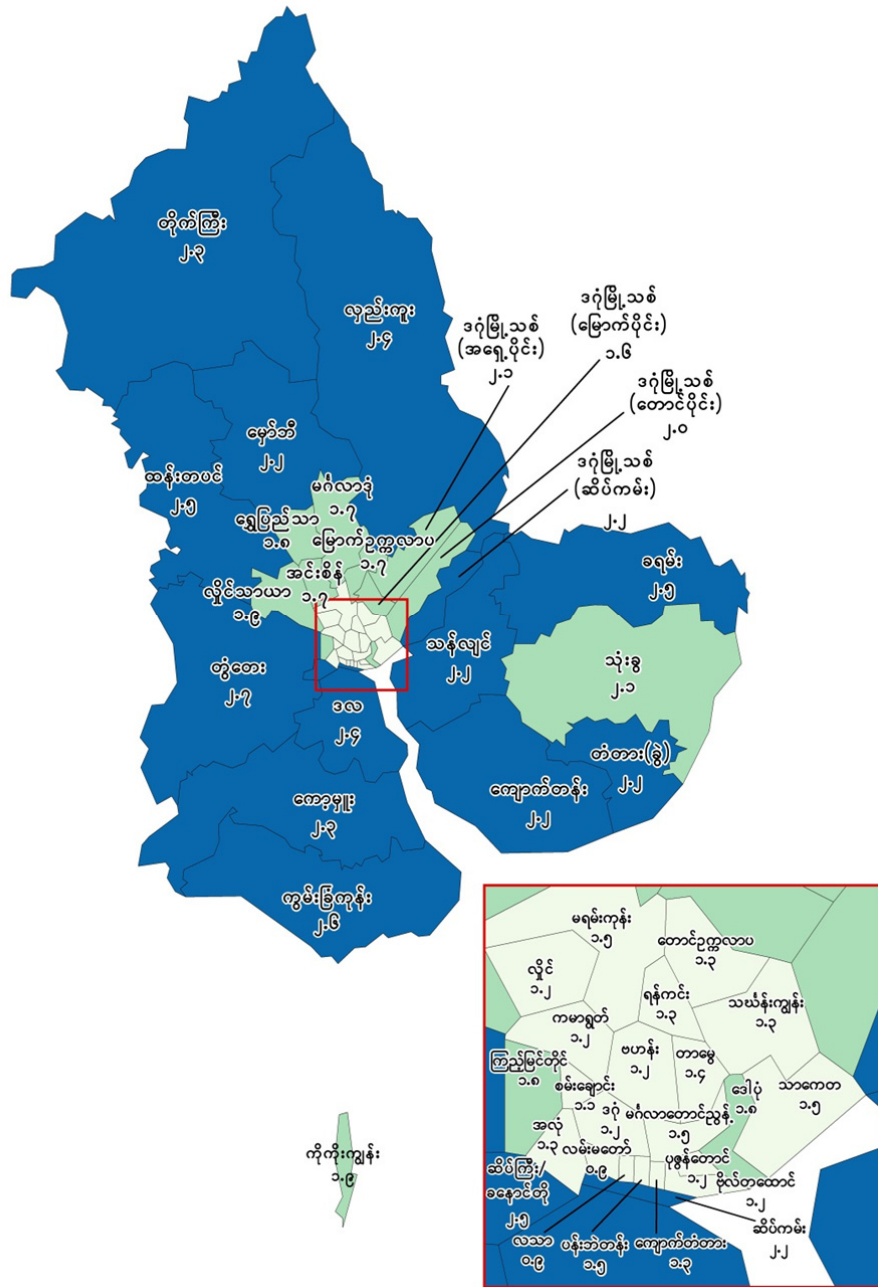 တိုက်ကြီး
၂.၃
လှည်းကူး
၂.၄
ဒဂုံမြို့သစ်
(အရှေ့ပိုင်း)
၂.၁
ဒဂုံမြို့သစ်
(မြောက်ပိုင်း)
၁.၆
ဒဂုံမြို့သစ်
(တောင်ပိုင်း)
၂.၀
ဒဂုံမြို့သစ်
(ဆိပ်ကမ်း)
၂.၂
မှော်ဘီ
၂.၂
ထန်းတပင်
၂.၅
မင်္ဂလာဒုံ
၁.၇
ရွှေပြည်သာ
၁.၈
မြောက်ဥက္ကလာပ
၁.၇
အင်းစိန်
၁.၇
လှိုင်သာယာ
၁.၉
ခရမ်း
၂.၅
သန်လျင်
၂.၂
သုံးခွ
၂.၁
တွံတေး
၂.၇
ဒလ
၂.၄
တံတား(ခွဲ)
၂.၂
ကျောက်တန်း
၂.၂
ကော့မှူး
၂.၃
ကွမ်းခြံကုန်း
၂.၆
ကိုကိုးကျွန်း
၁.၉
မရမ်းကုန်း
၁.၅
တောင်ဥက္ကလာပ
၁.၃
လှိုင်
၁.၂
ရန်ကင်း
၁.၃
သင်္ဃန်းကျွန်း
၁.၃
ကမာရွတ်
၁.၂
ဗဟန်း
၁.၂
တာမွေ
၁.၄
ကြည့်မြင်တိုင်
၁.၈
စမ်းချောင်း
၁.၁
ဒေါပုံ
၁.၈
သာကေတ
၁.၅
ဒဂုံ
၁.၂
မင်္ဂလာတောင်ညွန့်
၁.၅
အလုံ
၁.၃
လမ်းမတော်
၀.၉
ပုဇွန်တောင်
၁.၂
ဗိုလ်တထောင်
၁.၂
ဆိပ်ကြီး/
ခနောင်တို
၂.၅
ဆိပ်ကမ်း
၂.၂
လသာ
၀.၉
ပန်းဘဲတန်း
၁.၅
ကျောက်တံတား
၁.၃